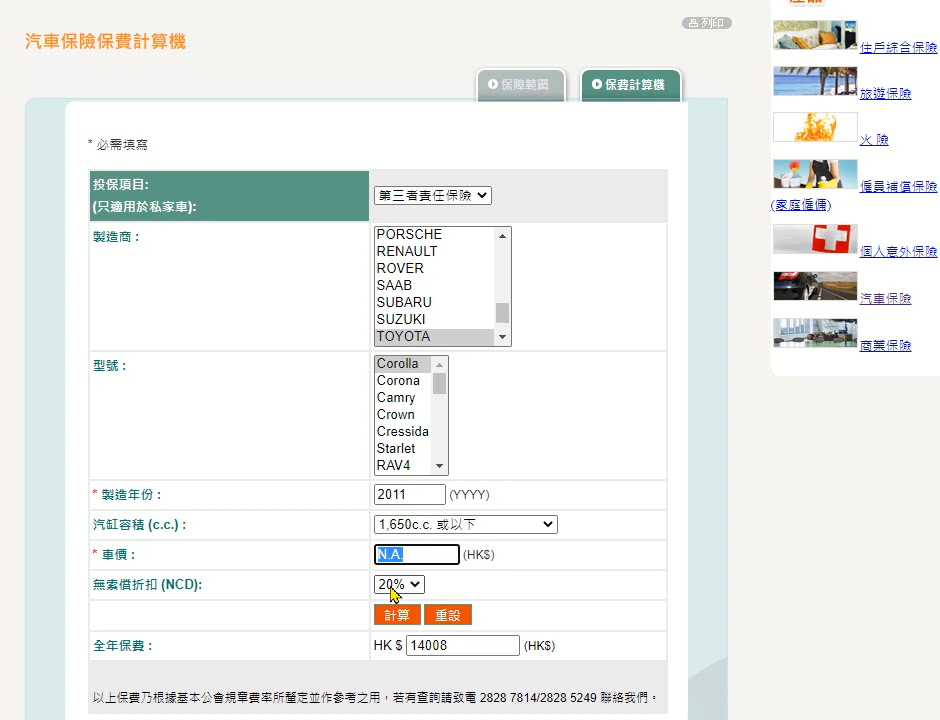 列印
汽車保險保費計算機
保險範圍
保費計算機
* 必需填寫
投保項目:
(只適用於私家車):
第三者責任保險
製造商 :
PORSCHE
RENAULT
ROVER
SAAB
SUBARU
SUZUKI
TOYOTA
型號 :
Corolla
Corona
Camry
Crown
Cressida
Starlet
RAV4
* 製造年份 :
2011 (YYYY)
汽缸容積 (c.c.) :
1,650c.c. 或以下
* 車價 :
N.A. (HK$)
無索償折扣 (NCD):
20%
計算 重設
全年保費 :
HK $ 14008 (HK$)
以上保費乃根據基本公會規章費率所釐定並作參考之用，若有查詢請致電 2828 7814/2828 5249 聯絡我們。
住戶綜合保險
旅遊保險
火 險
僱員補償保險
(家庭僱傭)
個人意外保險
汽車保險
商業保險